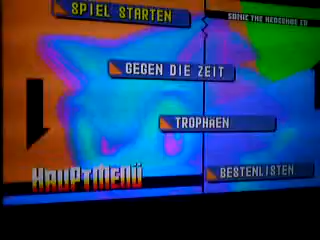 SPIEL STARTEN
SONIC THE HEDGEHOG CD
GEGEN DIE ZEIT
TROPHÄEN
BESTENLISTEN
HAUPTMENÜ